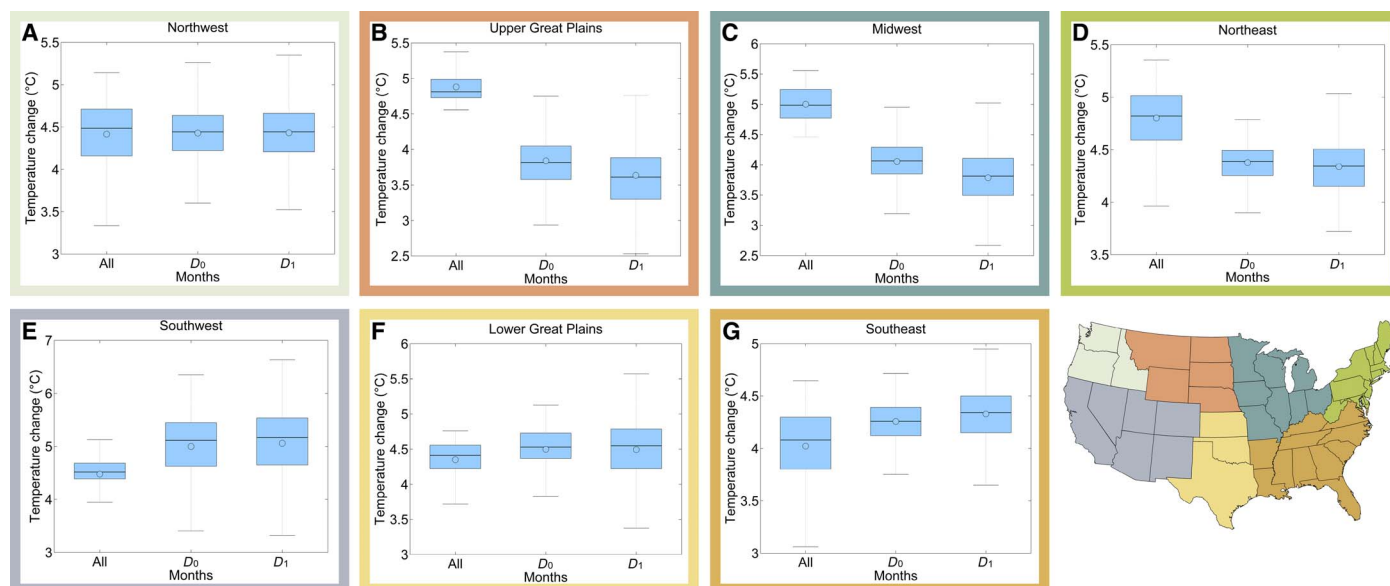 A
Northwest
Temperature change (°C)
5.5
5
4.5
4
4.5
3
All D₀ D₁
Months
B
Upper Great Plains
Temperature change (°C)
5.5
5
4.5
4
3.5
3
2.5
All D₀ D₁
Months
C
Midwest
Temperature change (°C)
6
5.5
5
4.5
4
3.5
3
2.5
All D₀ D₁
Months
D
Northeast
Temperature change (°C)
5.5
5
4.5
4
3.5
All D₀ D₁
Months
E
Southwest
Temperature change (°C)
7
6
5
4
3
All D₀ D₁
Months
F
Lower Great Plains
Temperature change (°C)
6
5.5
5
4.5
4
3.5
3
All D₀ D₁
Months
G
Southeast
Temperature change (°C)
5
4.5
4
3.5
3
All D₀ D₁
Months